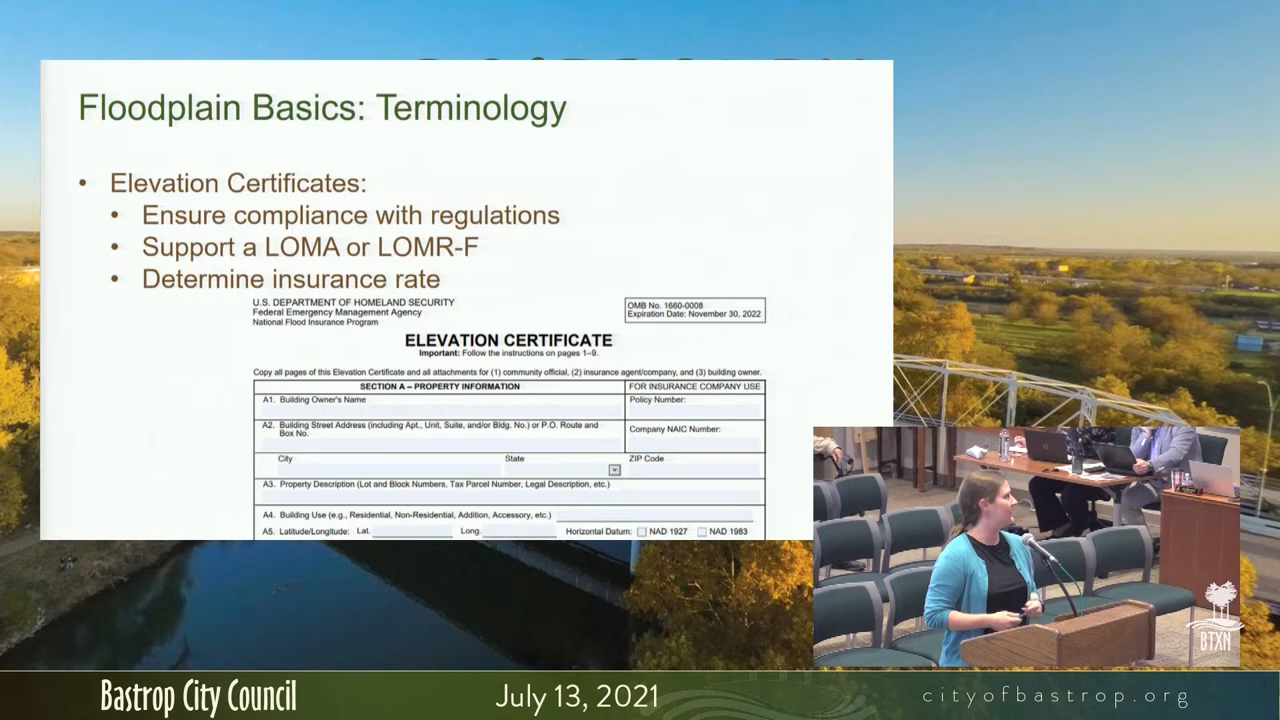 Floodplain Basics: Terminology
• Elevation Certificates:
• Ensure compliance with regulations
• Support a LOMA or LOMR-F
• Determine insurance rate
U.S. DEPARTMENT OF HOMELAND SECURITY
Federal Emergency Management Agency
National Flood Insurance Program
OMB No. 1660-0008
Expiration Date: November 30, 2022
ELEVATION CERTIFICATE
Important: Follow the instructions on pages 1–9.
Copy all pages of this Elevation Certificate and all attachments for (1) community official, (2) insurance agent/company, and (3) building owner.
SECTION A – PROPERTY INFORMATION
FOR INSURANCE COMPANY USE
A1. Building Owner's Name
Policy Number:
A2. Building Street Address (including Apt., Unit, Suite, and/or Bldg. No.) or P.O. Route and
Box No.
Company NAIC Number:
City
State
ZIP Code
A3. Property Description (Lot and Block Numbers, Tax Parcel Number, Legal Description, etc.)
A4. Building Use (e.g., Residential, Non-Residential, Addition, Accessory, etc.)
A5. Latitude/Longitude: Lat. Long. Horizontal Datum: NAD 1927 NAD 1983
BTXN
Bastrop City Council
July 13, 2021
cityofbastrop.org